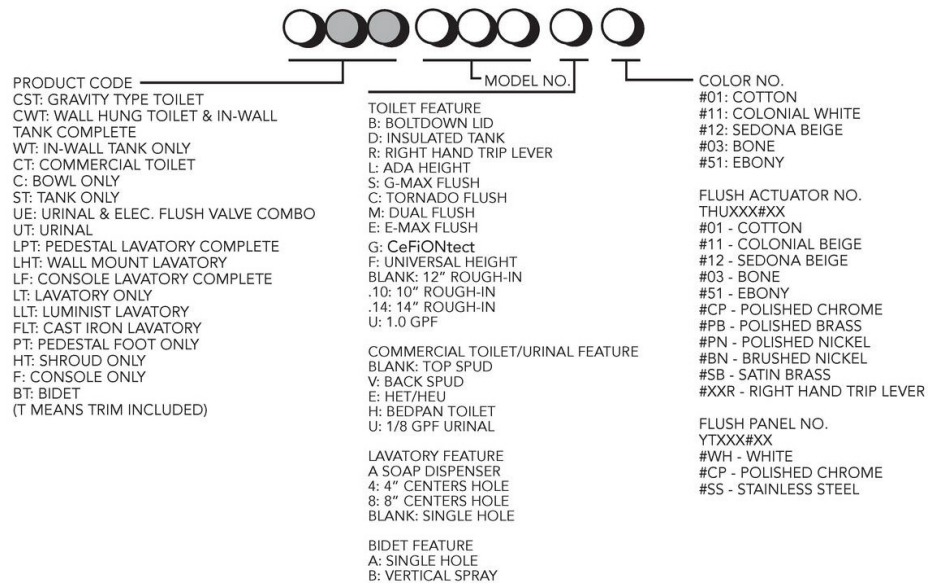 PRODUCT CODE
CST: GRAVITY TYPE TOILET
CWT: WALL HUNG TOILET & IN-WALL
TANK COMPLETE
WT: IN-WALL TANK ONLY
CT: COMMERCIAL TOILET
C: BOWL ONLY
ST: TANK ONLY
UE: URINAL & ELEC. FLUSH VALVE COMBO
UT: URINAL
LPT: PEDESTAL LAVATORY COMPLETE
LHT: WALL MOUNT LAVATORY
LF: CONSOLE LAVATORY COMPLETE
LT: LAVATORY ONLY
LLT: LUMINIST LAVATORY
FLT: CAST IRON LAVATORY
PT: PEDESTAL FOOT ONLY
HT: SHROUD ONLY
F: CONSOLE ONLY
BT: BIDET
(T MEANS TRIM INCLUDED)
MODEL NO.
TOILET FEATURE
B: BOLTDOWN LID
D: INSULATED TANK
R: RIGHT HAND TRIP LEVER
L: ADA HEIGHT
S: G-MAX FLUSH
C: TORNADO FLUSH
M: DUAL FLUSH
E: E-MAX FLUSH
G: CeFiONtect
F: UNIVERSAL HEIGHT
BLANK: 12” ROUGH-IN
.10: 10” ROUGH-IN
.14: 14” ROUGH-IN
U: 1.0 GPF
COMMERCIAL TOILET/URINAL FEATURE
BLANK: TOP SPUD
V: BACK SPUD
E: HET/HEU
H: BEDPAN TOILET
U: 1/8 GPF URINAL
LAVATORY FEATURE
A SOAP DISPENSER
4: 4” CENTERS HOLE
8: 8” CENTERS HOLE
BLANK: SINGLE HOLE
BIDET FEATURE
A: SINGLE HOLE
B: VERTICAL SPRAY
COLOR NO.
#01: COTTON
#11: COLONIAL WHITE
#12: SEDONA BEIGE
#03: BONE
#51: EBONY
FLUSH ACTUATOR NO.
THUXXX#XX
#01 - COTTON
#11 - COLONIAL BEIGE
#12 - SEDONA BEIGE
#03 - BONE
#51 - EBONY
#CP - POLISHED CHROME
#PB - POLISHED BRASS
#PN - POLISHED NICKEL
#BN - BRUSHED NICKEL
#SB - SATIN BRASS
#XXR - RIGHT HAND TRIP LEVER
FLUSH PANEL NO.
YTXXX#XX
#WH - WHITE
#CP - POLISHED CHROME
#SS - STAINLESS STEEL